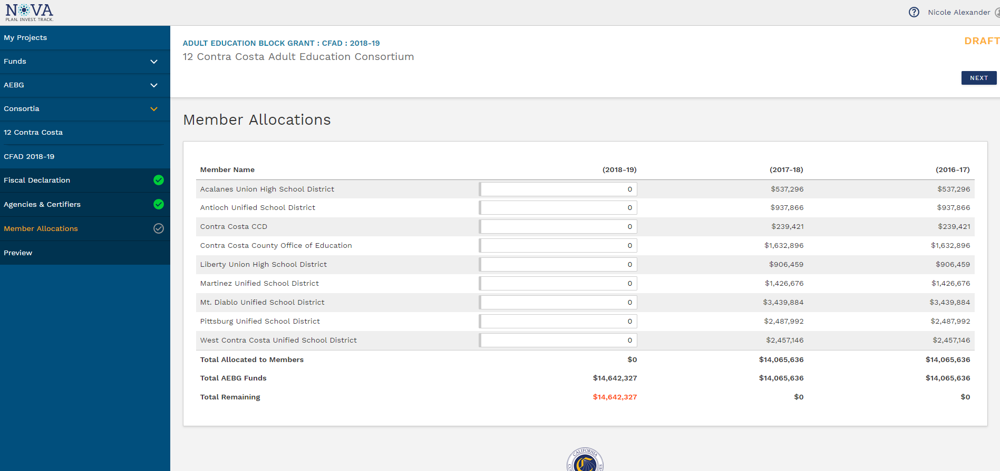 NOVA
PLAN. INVEST. TRACK.
Nicole Alexander
My Projects
Funds
AEBG
Consortia
12 Contra Costa
CFAD 2018-19
Fiscal Declaration
Agencies & Certifiers
Member Allocations
Preview
ADULT EDUCATION BLOCK GRANT : CFAD : 2018-19
DRAFT
12 Contra Costa Adult Education Consortium
NEXT
Member Allocations
Member Name (2018-19) (2017-18) (2016-17)
Acalanes Union High School District 0 $537,296 $537,296
Antioch Unified School District 0 $937,866 $937,866
Contra Costa CCD 0 $239,421 $239,421
Contra Costa County Office of Education 0 $1,632,896 $1,632,896
Liberty Union High School District 0 $906,459 $906,459
Martinez Unified School District 0 $1,426,676 $1,426,676
Mt. Diablo Unified School District 0 $3,439,884 $3,439,884
Pittsburg Unified School District 0 $2,487,992 $2,487,992
West Contra Costa Unified School District 0 $2,457,146 $2,457,146
Total Allocated to Members $0 $14,065,636 $14,065,636
Total AEBG Funds $14,642,327 $14,065,636 $14,065,636
Total Remaining $14,642,327 $0 $0
CALIFORNIA